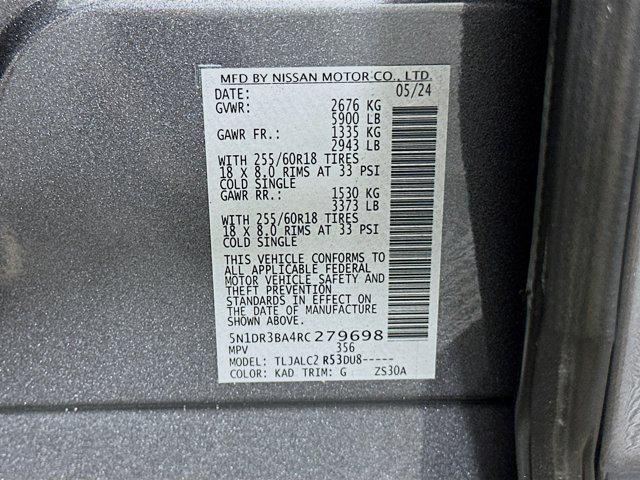 MFD BY NISSAN MOTOR CO., LTD.
DATE: 05/24
GVWR: 2676 KG
5900 LB
GAWR FR.: 1335 KG
2943 LB
WITH 255/60R18 TIRES
18 X 8.0 RIMS AT 33 PSI
COLD SINGLE
GAWR RR.: 1530 KG
3373 LB
WITH 255/60R18 TIRES
18 X 8.0 RIMS AT 33 PSI
COLD SINGLE
THIS VEHICLE CONFORMS TO
ALL APPLICABLE FEDERAL
MOTOR VEHICLE SAFETY AND
THEFT PREVENTION
STANDARDS IN EFFECT ON
THE DATE OF MANUFACTURE
SHOWN ABOVE.
5N1DR3BA4RC279698
MPV 356
MODEL: TLJALC2 R53DU8-----
COLOR: KAD TRIM: G ZS30A